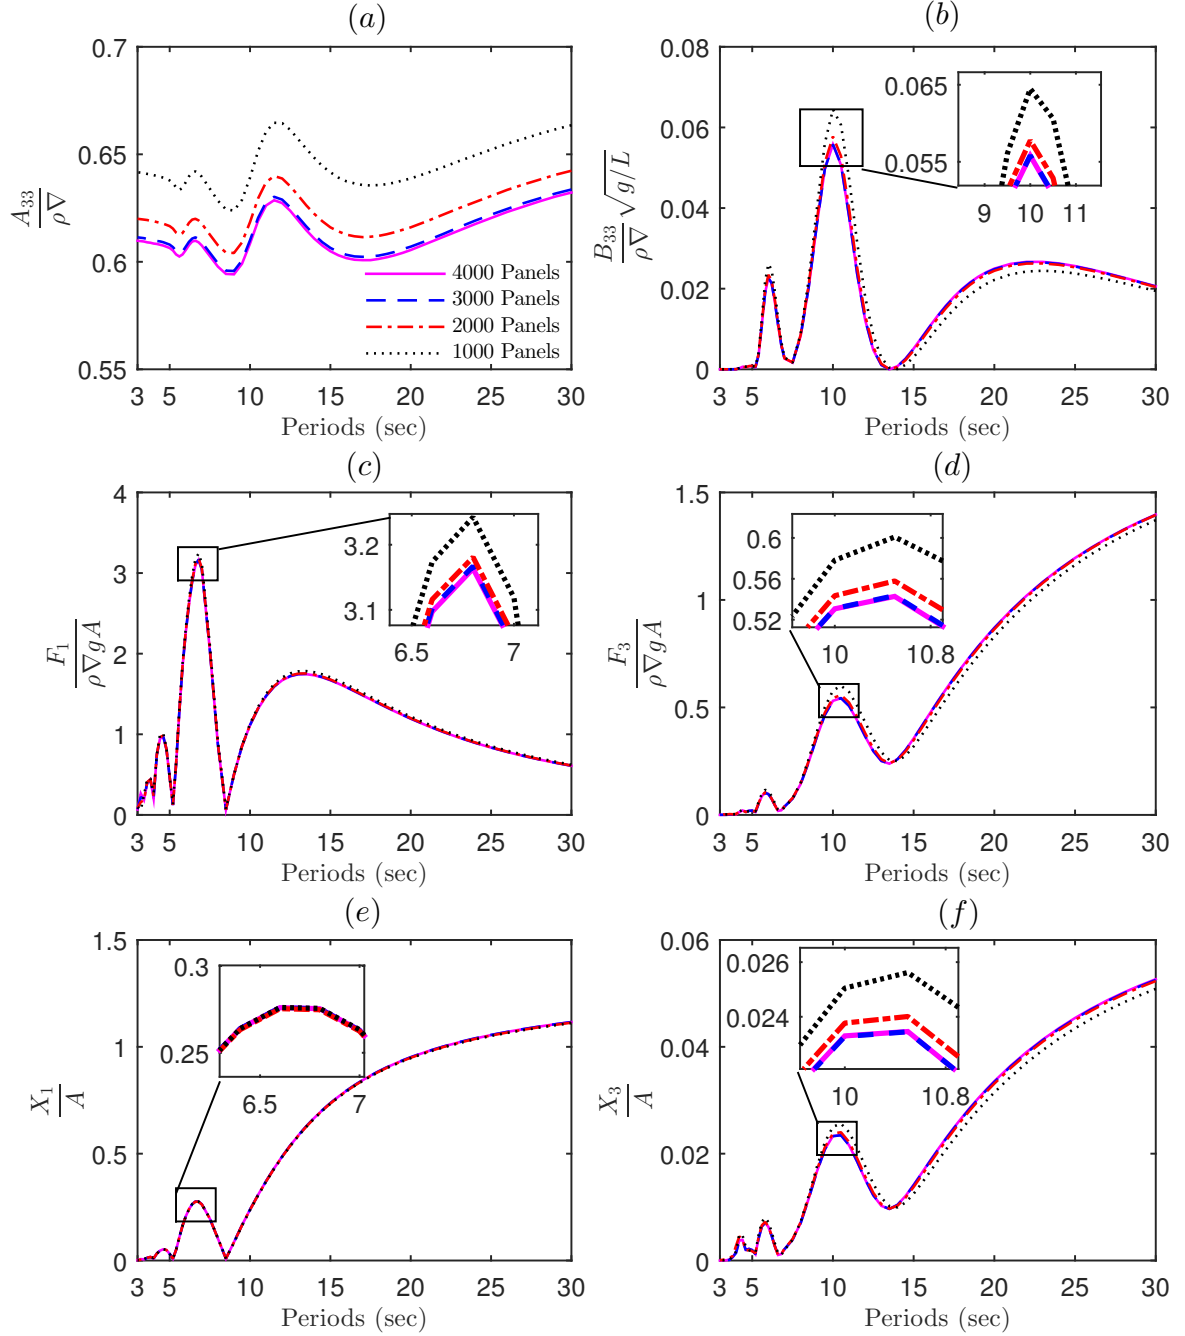 (a)
0.7
0.65
0.6
0.55
A₃₃/ρ∇
4000 Panels
3000 Panels
2000 Panels
1000 Panels
3 5 10 15 20 25 30
Periods (sec)
(b)
0.08
0.06
0.04
0.02
0
B₃₃/ρ∇ √g/L
0.065
0.055
9 10 11
3 5 10 15 20 25 30
Periods (sec)
(c)
4
3
2
1
0
F₁/ρ∇gA
3.2
3.1
6.5 7
3 5 10 15 20 25 30
Periods (sec)
(d)
1.5
1
0.5
0
F₃/ρ∇gA
0.6
0.56
0.52
10 10.8
3 5 10 15 20 25 30
Periods (sec)
(e)
1.5
1
0.5
0
X₁/A
0.3
0.25
6.5 7
3 5 10 15 20 25 30
Periods (sec)
(f)
0.06
0.04
0.02
0
X₃/A
0.026
0.024
10 10.8
3 5 10 15 20 25 30
Periods (sec)